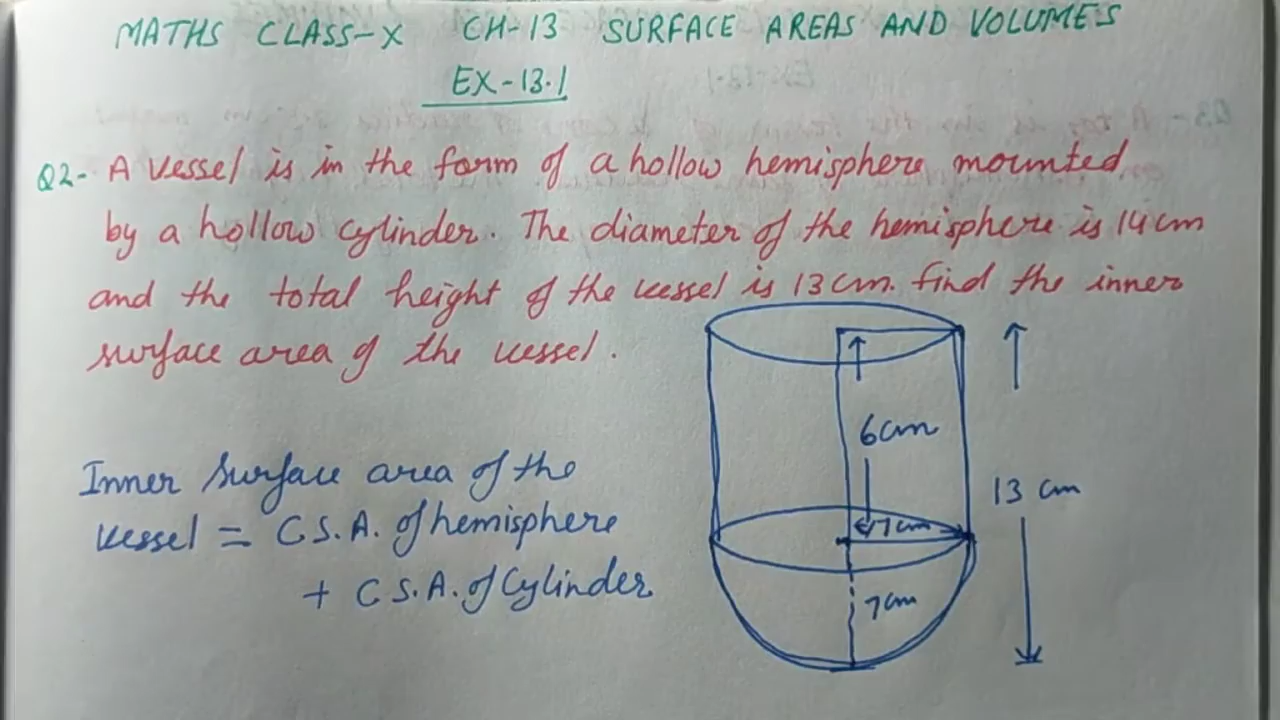 MATHS CLASS-X CH-13 SURFACE AREAS AND VOLUMES
EX-13.1
Q2- A vessel is in the form of a hollow hemisphere mounted
by a hollow cylinder. The diameter of the hemisphere is 14 cm
and the total height of the vessel is 13 cm. find the inner
surface area of the vessel.
6cm
13 cm
7cm
7cm
Inner Surface area of the
vessel = C.S.A. of hemisphere
+ C.S.A. of Cylinder